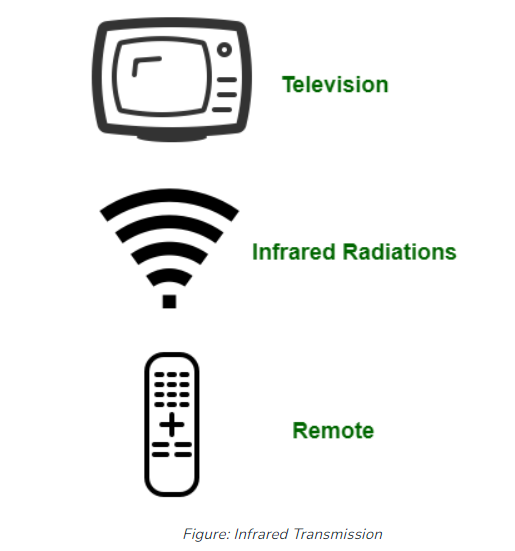 Television
Infrared Radiations
Remote
Figure: Infrared Transmission